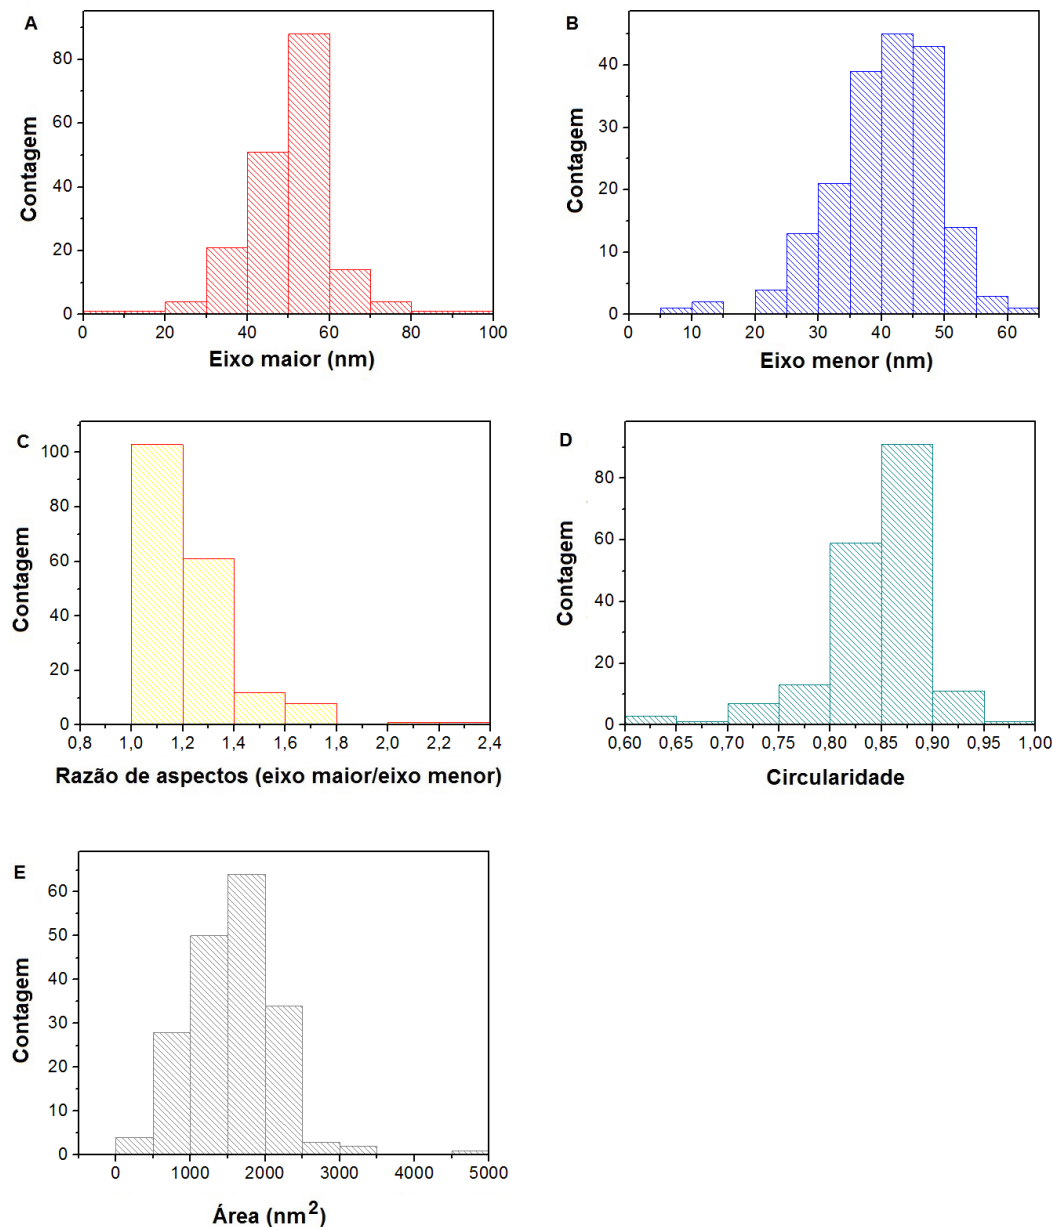 A
Contagem
80
60
40
20
0
0 20 40 60 80 100
Eixo maior (nm)
B
Contagem
40
30
20
10
0
0 10 20 30 40 50 60
Eixo menor (nm)
C
Contagem
100
80
60
40
20
0
0,8 1,0 1,2 1,4 1,6 1,8 2,0 2,2 2,4
Razão de aspectos (eixo maior/eixo menor)
D
Contagem
80
60
40
20
0
0,60 0,65 0,70 0,75 0,80 0,85 0,90 0,95 1,00
Circularidade
E
Contagem
60
50
40
30
20
10
0
0 1000 2000 3000 4000 5000
Área (nm²)